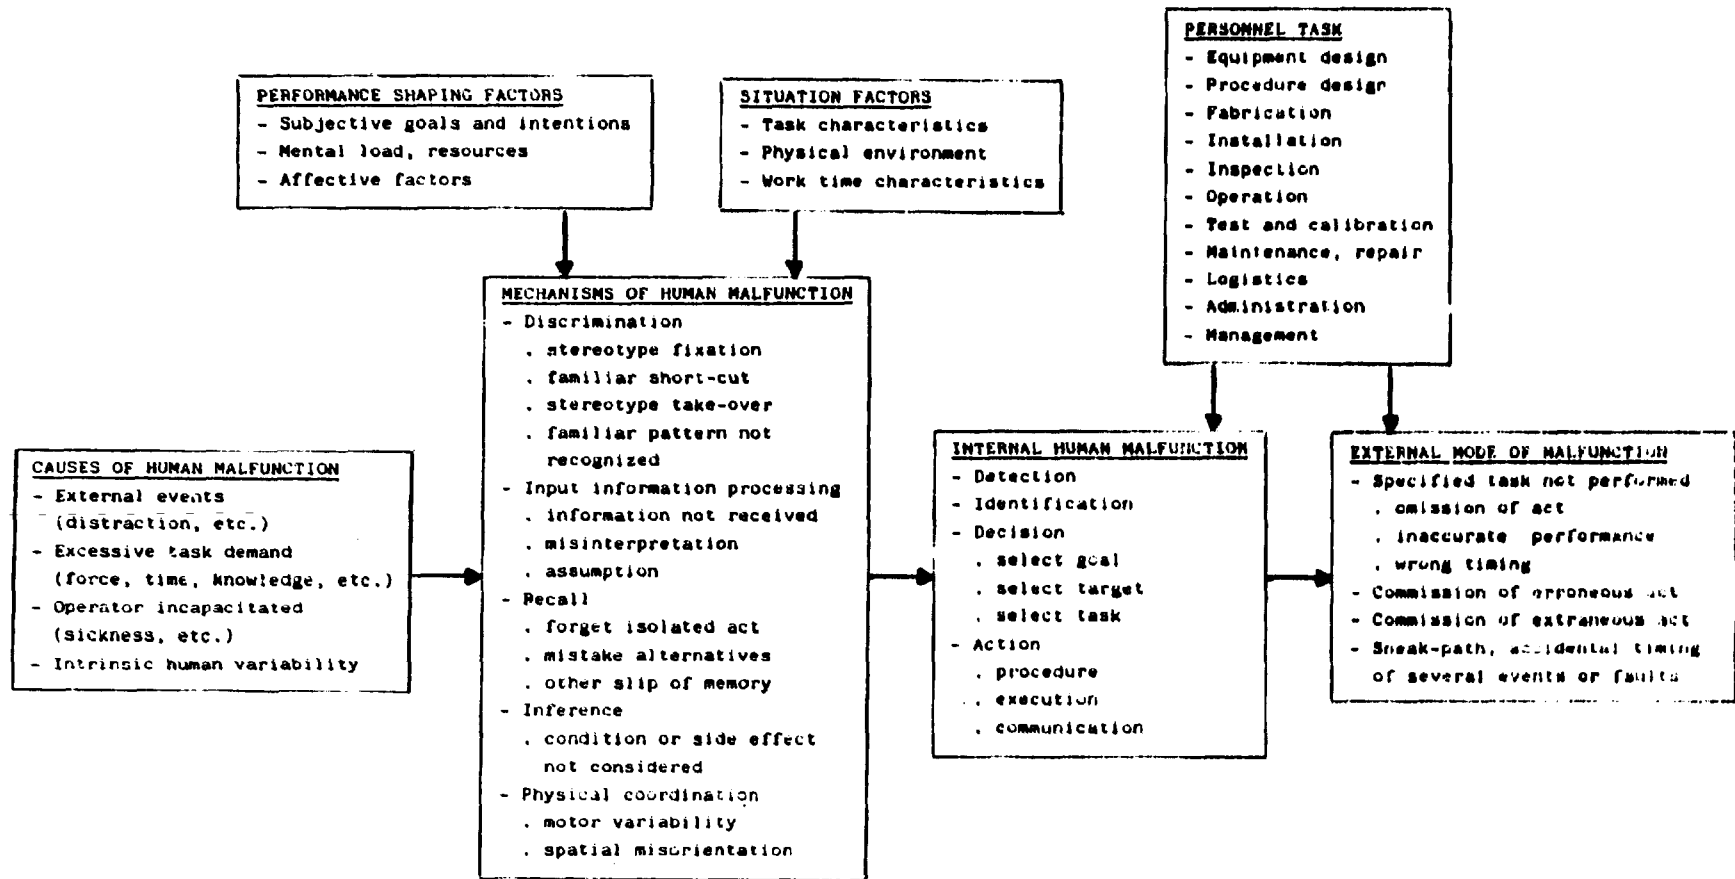 PERSONNEL TASK
- Equipment design
- Procedure design
- Fabrication
- Installation
- Inspection
- Operation
- Test and calibration
- Maintenance, repair
- Logistics
- Administration
- Management
PERFORMANCE SHAPING FACTORS
- Subjective goals and intentions
- Mental load, resources
- Affective factors
SITUATION FACTORS
- Task characteristics
- Physical environment
- Work time characteristics
MECHANISMS OF HUMAN MALFUNCTION
- Discrimination
. stereotype fixation
. familiar short-cut
. stereotype take-over
. familiar pattern not
recognized
- Input information processing
. information not received
. misinterpretation
. assumption
- Recall
. forget isolated act
. mistake alternatives
. other slip of memory
- Inference
. condition or side effect
not considered
- Physical coordination
. motor variability
. spatial misorientation
CAUSES OF HUMAN MALFUNCTION
- External events
(distraction, etc.)
- Excessive task demand
(force, time, knowledge, etc.)
- Operator incapacitated
(sickness, etc.)
- Intrinsic human variability
INTERNAL HUMAN MALFUNCTION
- Detection
- Identification
- Decision
. select goal
. select target
. select task
- Action
. procedure
. execution
. communication
EXTERNAL MODE OF MALFUNCTION
- Specified task not performed
. omission of act
. inaccurate performance
. wrong timing
- Commission of erroneous act
- Commission of extraneous act
- Sneak-path, accidental timing
of several events or faults